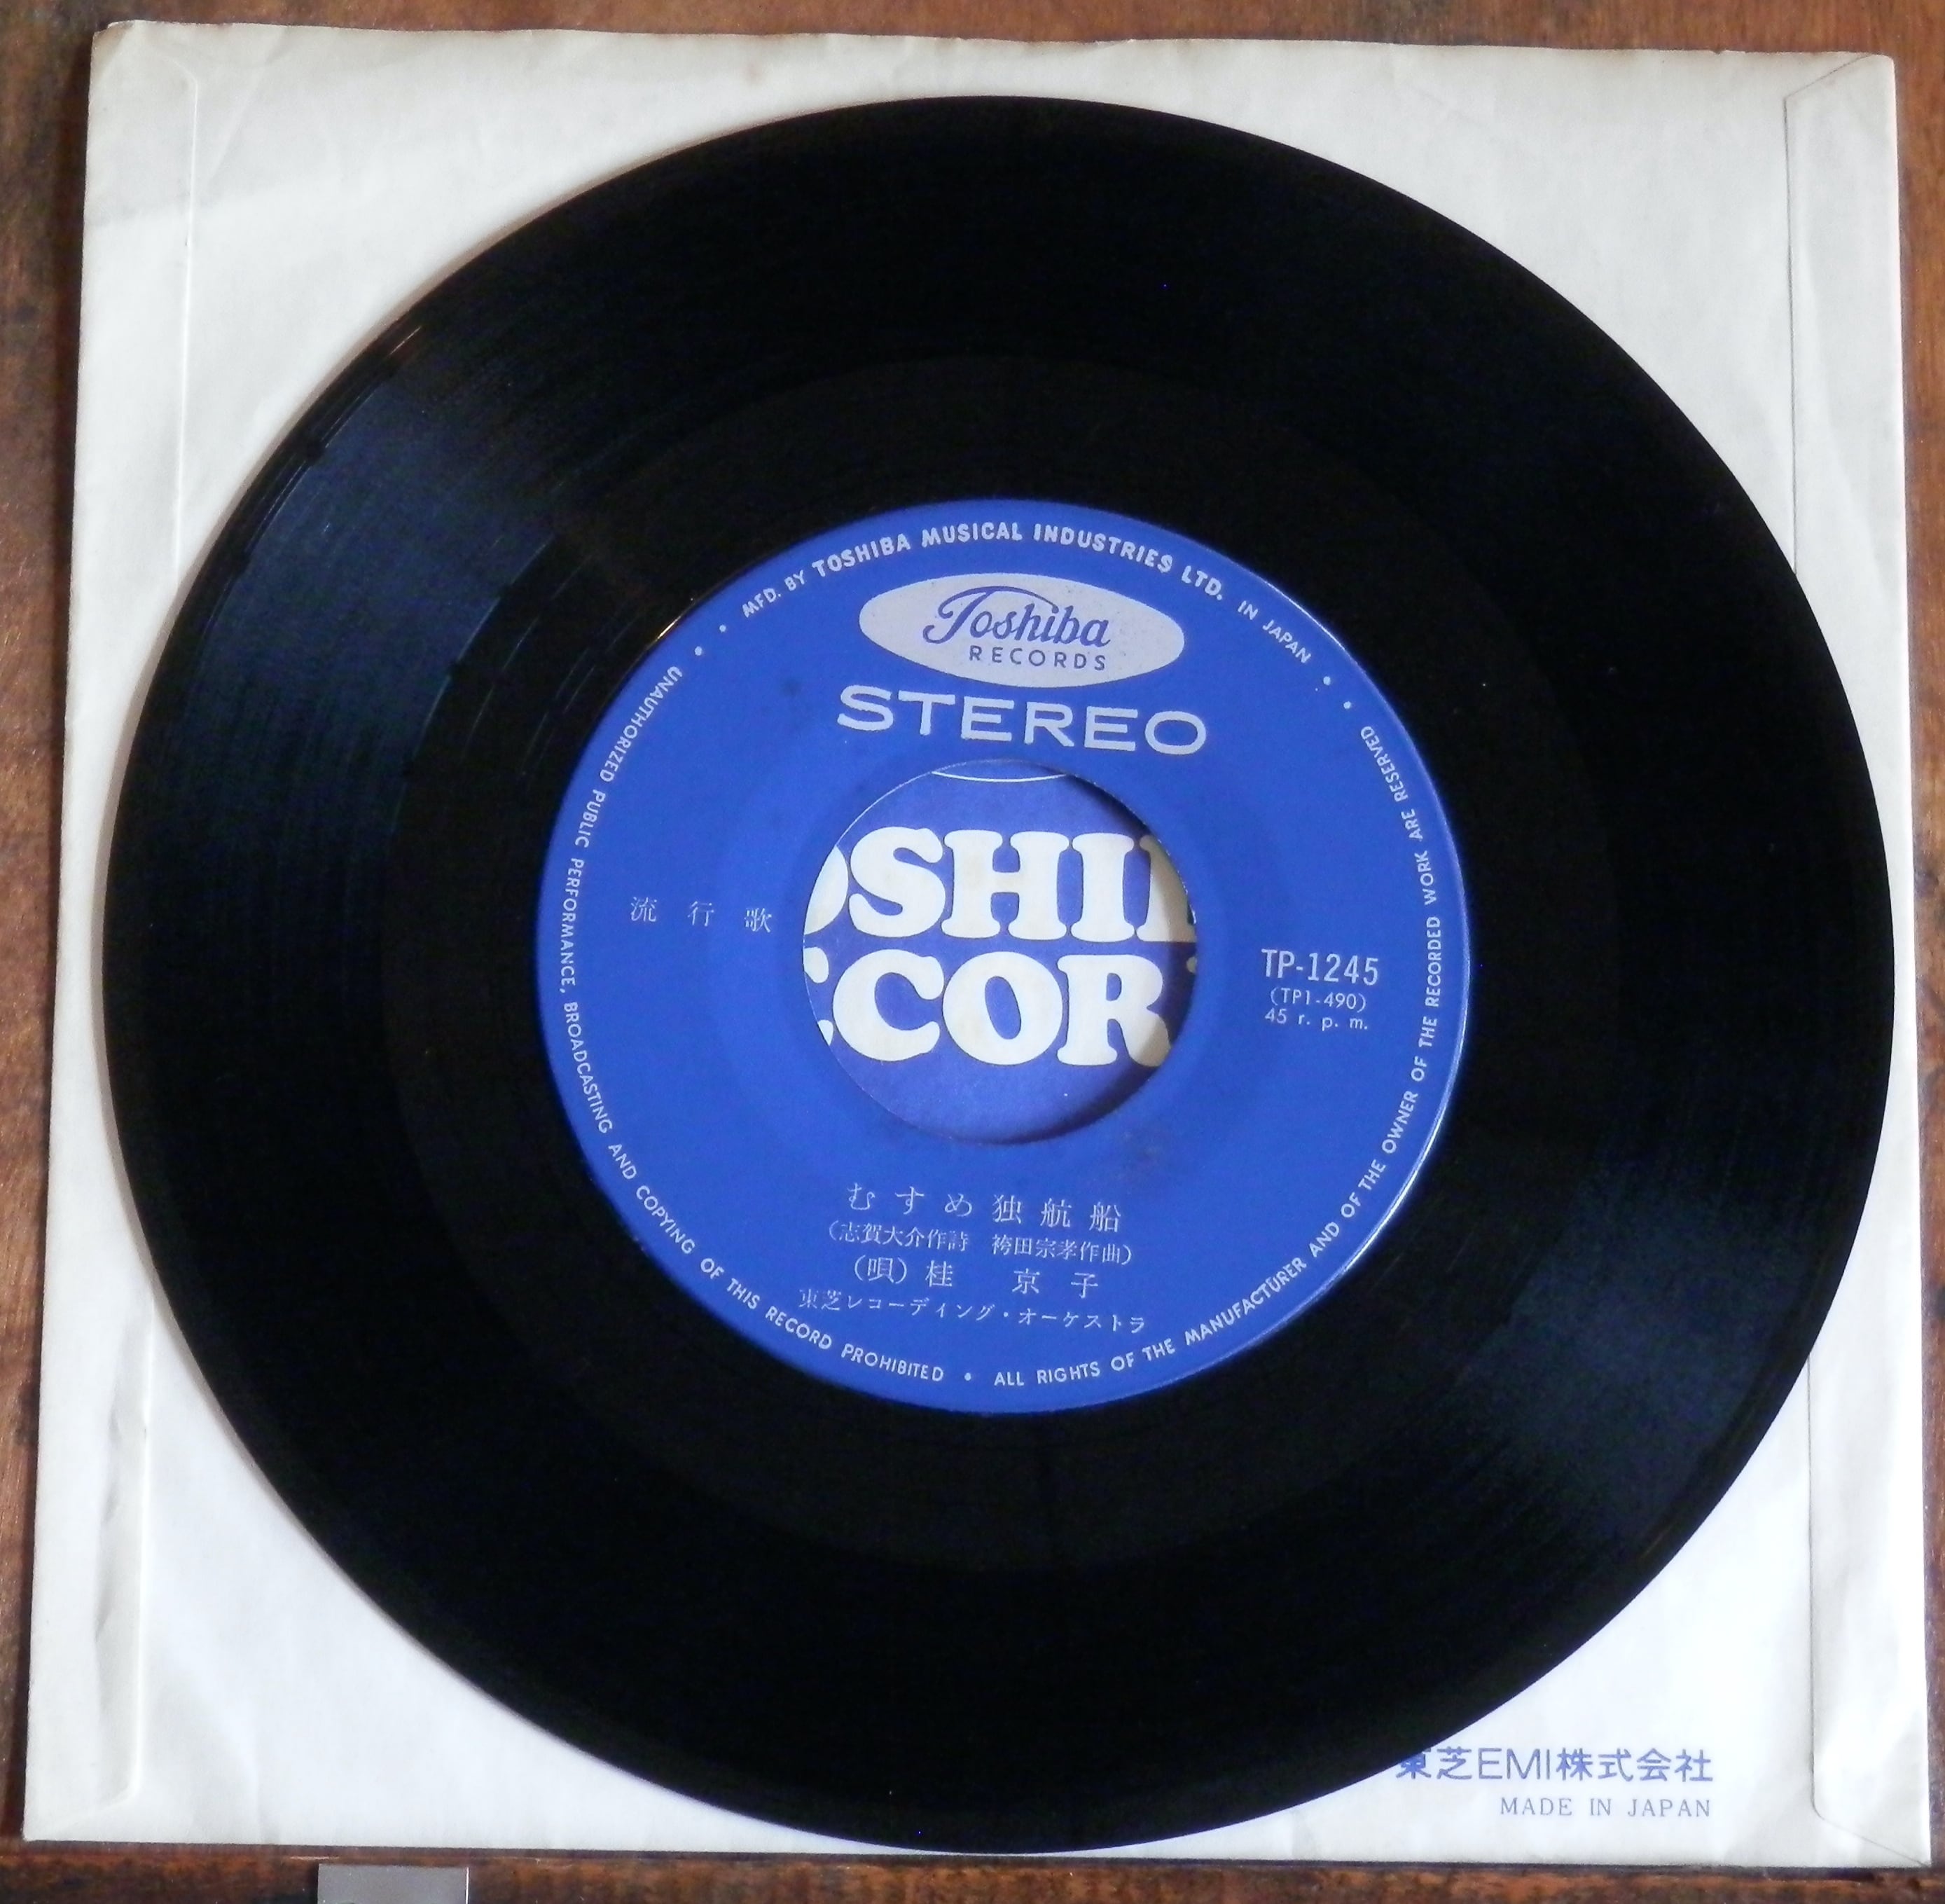 MFD. BY TOSHIBA MUSICAL INDUSTRIES LTD. IN JAPAN
Toshiba
RECORDS
STEREO
流行歌
OSHI
COR
TP-1245
(TP1-490)
45 r. p. m.
むすめ独航船
(志賀大介作詩 袴田宗孝作曲)
(唄) 桂 京子
東芝レコーディング・オーケストラ
UNAUTHORIZED PUBLIC PERFORMANCE, BROADCASTING AND COPYING OF THIS RECORD PROHIBITED • ALL RIGHTS OF THE MANUFACTURER AND OF THE OWNER OF THE RECORDED WORK ARE RESERVED
東芝EMI株式会社
MADE IN JAPAN